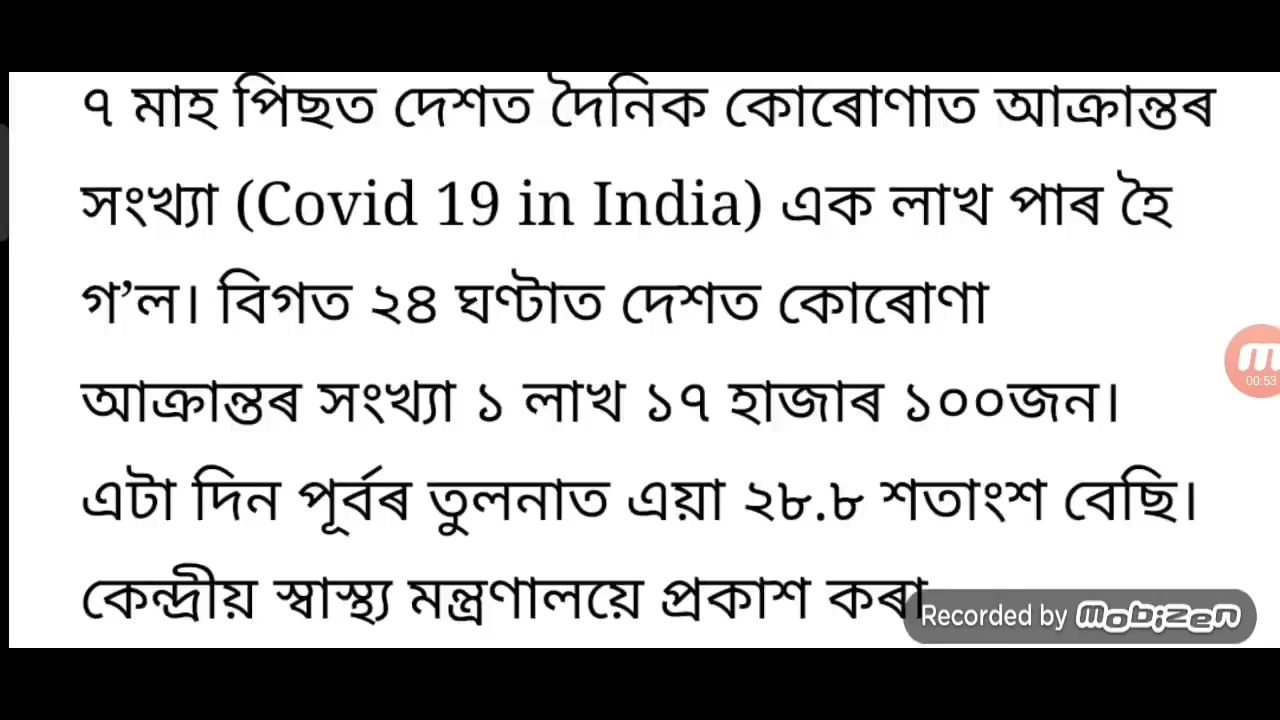 ৭ মাহ পিছত দেশত দৈনিক কোৰোণাত আক্ৰান্তৰ
সংখ্যা (Covid 19 in India) এক লাখ পাৰ হৈ
গ’ল। বিগত ২৪ ঘণ্টাত দেশত কোৰোণা
আক্ৰান্তৰ সংখ্যা ১ লাখ ১৭ হাজাৰ ১০০জন।
এটা দিন পূৰ্বৰ তুলনাত এয়া ২৮.৮ শতাংশ বেছি।
কেন্দ্ৰীয় স্বাস্থ্য মন্ত্ৰণালয়ে প্ৰকাশ কৰা
00:53
Recorded by mobizen